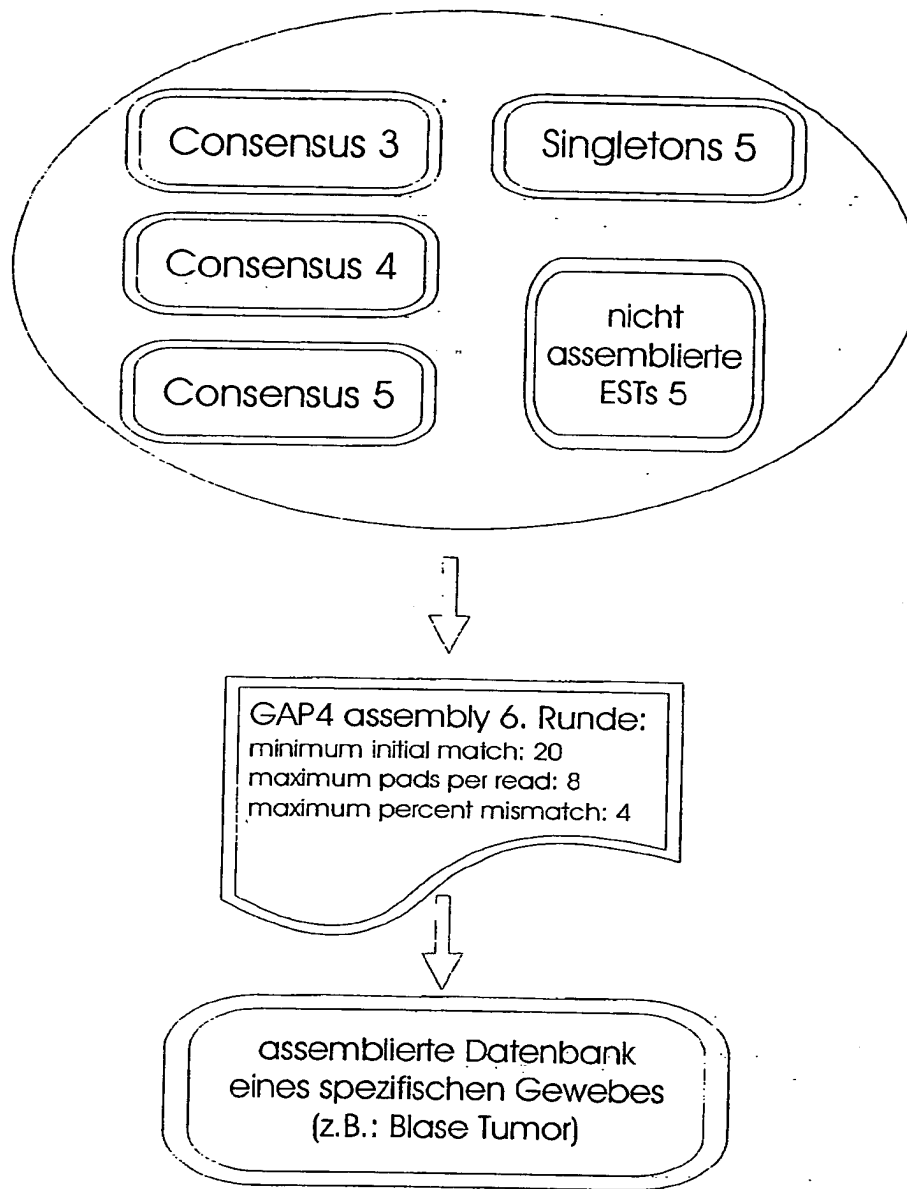 Consensus 3
Singletons 5
Consensus 4
nicht
assemblierte
ESTs 5
Consensus 5
GAP4 assembly 6. Runde:
minimum initial match: 20
maximum pads per read: 8
maximum percent mismatch: 4
assemblierte Datenbank
eines spezifischen Gewebes
(z.B.: Blase Tumor)